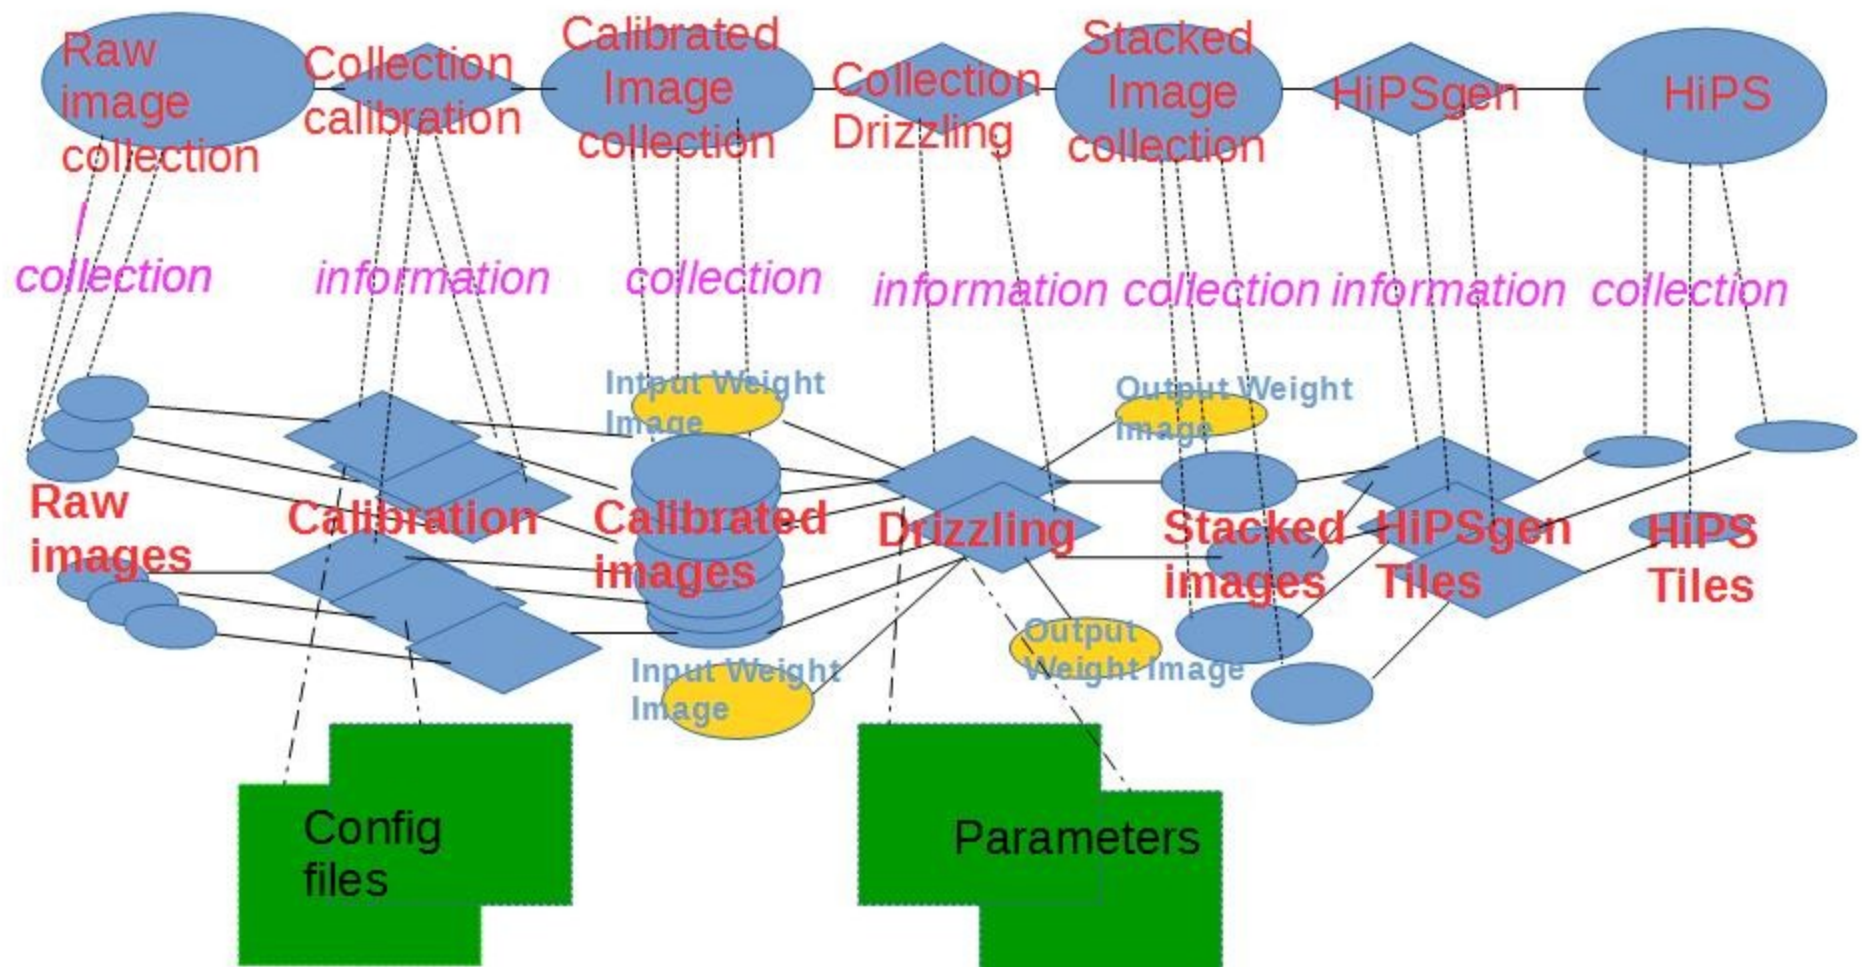 Raw
image
collection
Collection
calibration
Calibrated
Image
collection
Collection
Drizzling
Stacked
Image
collection
HiPSgen
HiPS
l
collection
information
collection
information
collection
information
collection
Intput Weight
Image
Output Weight
Image
Raw
images
Calibration
Calibrated
images
Drizzling
Stacked
images
HiPSgen
Tiles
HiPS
Tiles
Input Weight
Image
Output
Weight Image
Config
files
Parameters